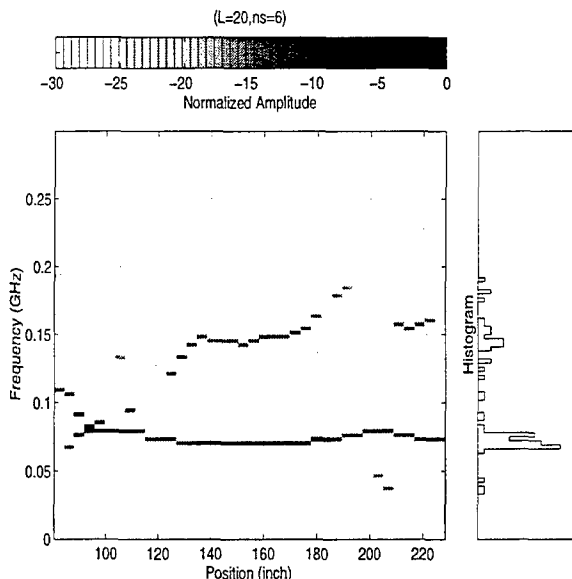 (L=20,ns=6)
−30 −25 −20 −15 −10 −5 0
Normalized Amplitude
0.25
0.2
0.15
0.1
0.05
0
Frequency (GHz)
100 120 140 160 180 200 220
Position (inch)
Histogram